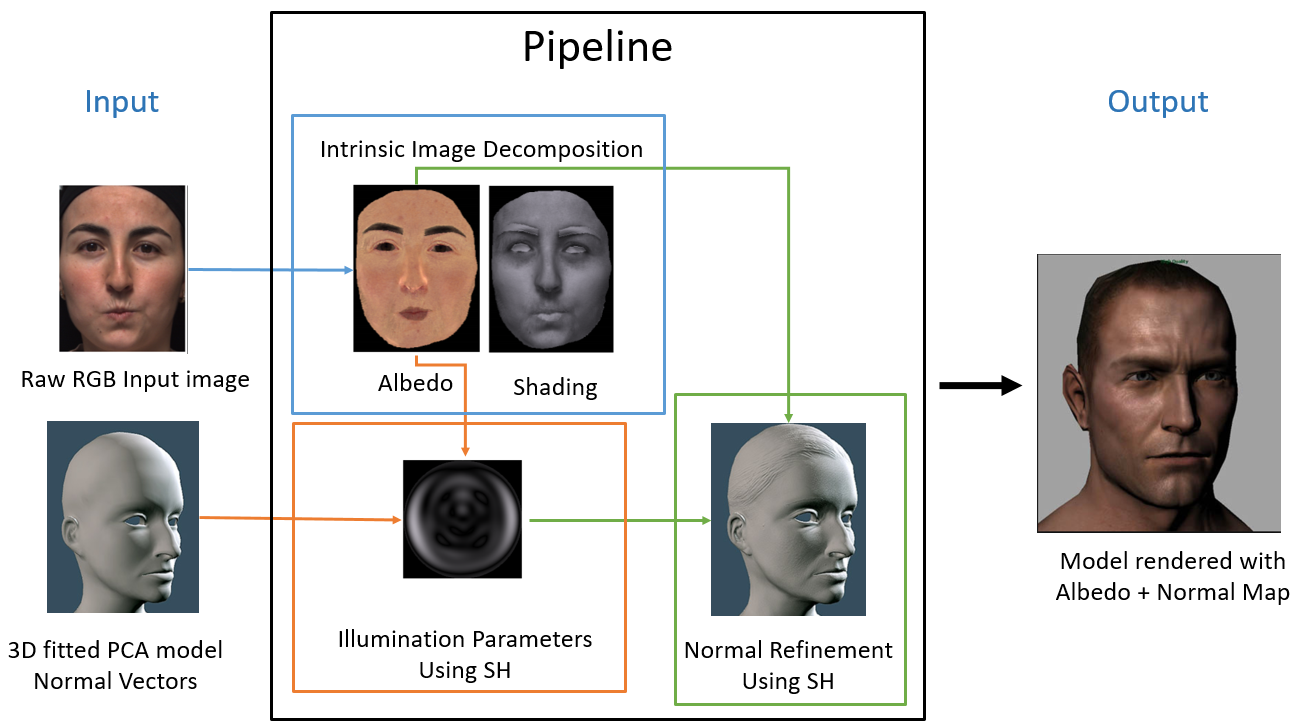 Pipeline
Input
Output
Intrinsic Image Decomposition
Raw RGB Input image
Albedo
Shading
3D fitted PCA model
Normal Vectors
Illumination Parameters
Using SH
Normal Refinement
Using SH
Model rendered with
Albedo + Normal Map